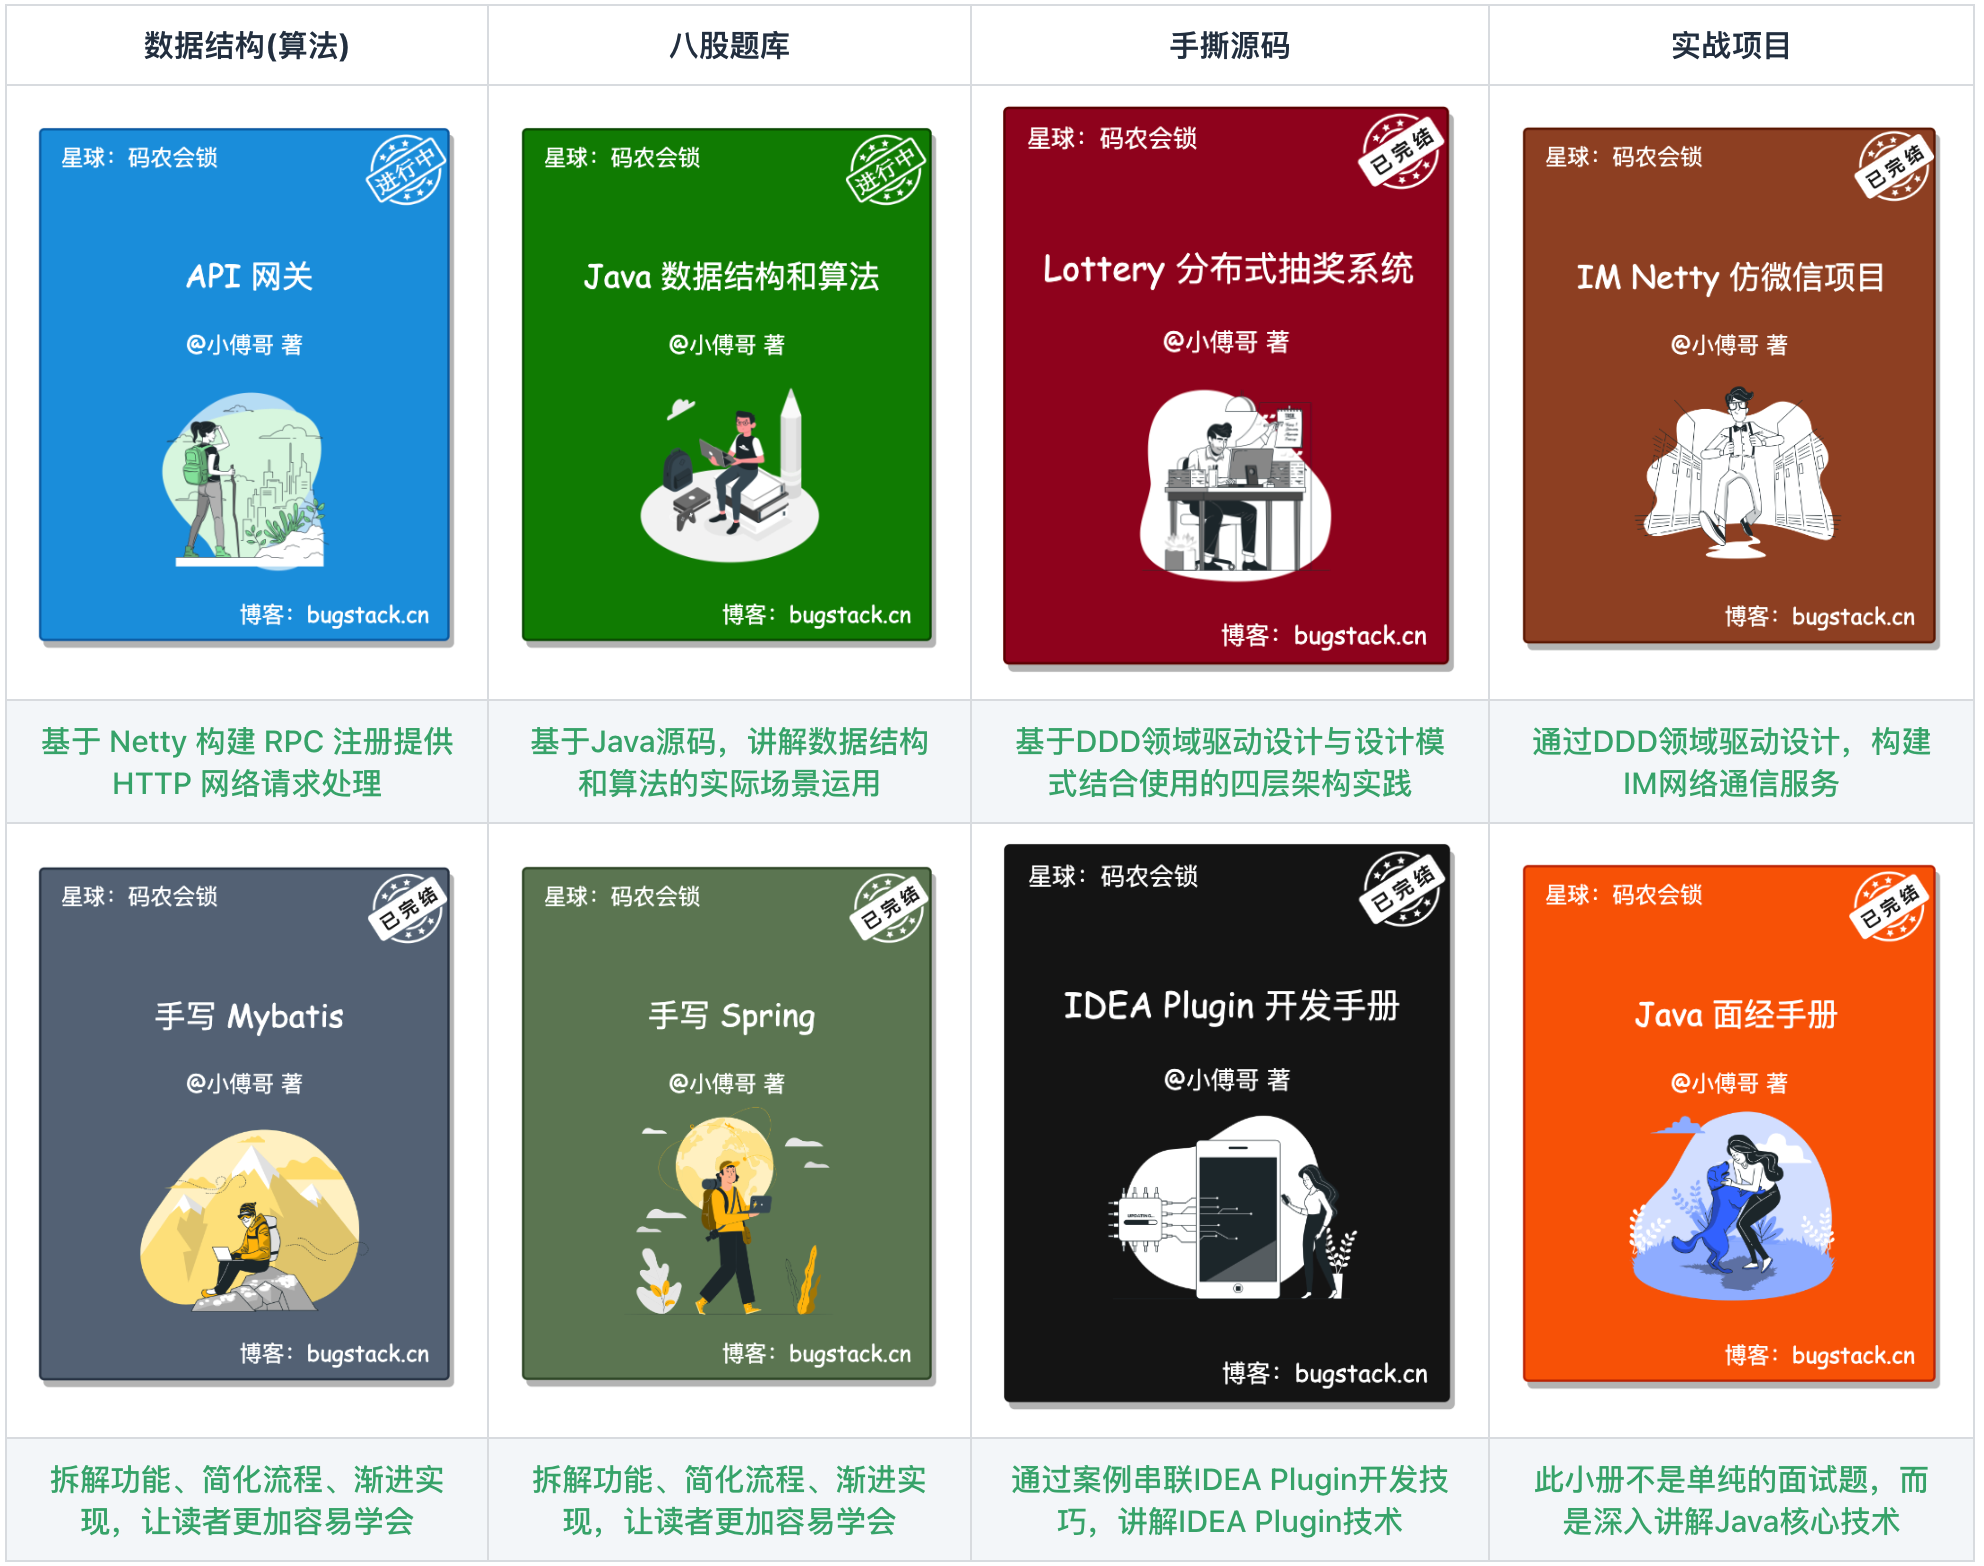 数据结构(算法)
八股题库
手撕源码
实战项目
星球：码农会锁
进行中
API 网关
@小傅哥 著
博客：bugstack.cn
星球：码农会锁
进行中
Java 数据结构和算法
@小傅哥 著
博客：bugstack.cn
星球：码农会锁
已完结
Lottery 分布式抽奖系统
@小傅哥 著
博客：bugstack.cn
星球：码农会锁
已完结
IM Netty 仿微信项目
@小傅哥 著
博客：bugstack.cn
基于 Netty 构建 RPC 注册提供
HTTP 网络请求处理
基于Java源码，讲解数据结构
和算法的实际场景运用
基于DDD领域驱动设计与设计模
式结合使用的四层架构实践
通过DDD领域驱动设计，构建
IM网络通信服务
星球：码农会锁
已完结
手写 Mybatis
@小傅哥 著
博客：bugstack.cn
星球：码农会锁
已完结
手写 Spring
@小傅哥 著
博客：bugstack.cn
星球：码农会锁
已完结
IDEA Plugin 开发手册
@小傅哥 著
博客：bugstack.cn
星球：码农会锁
已完结
Java 面经手册
@小傅哥 著
博客：bugstack.cn
拆解功能、简化流程、渐进实
现，让读者更加容易学会
拆解功能、简化流程、渐进实
现，让读者更加容易学会
通过案例串联IDEA Plugin开发技
巧，讲解IDEA Plugin技术
此小册不是单纯的面试题，而
是深入讲解Java核心技术